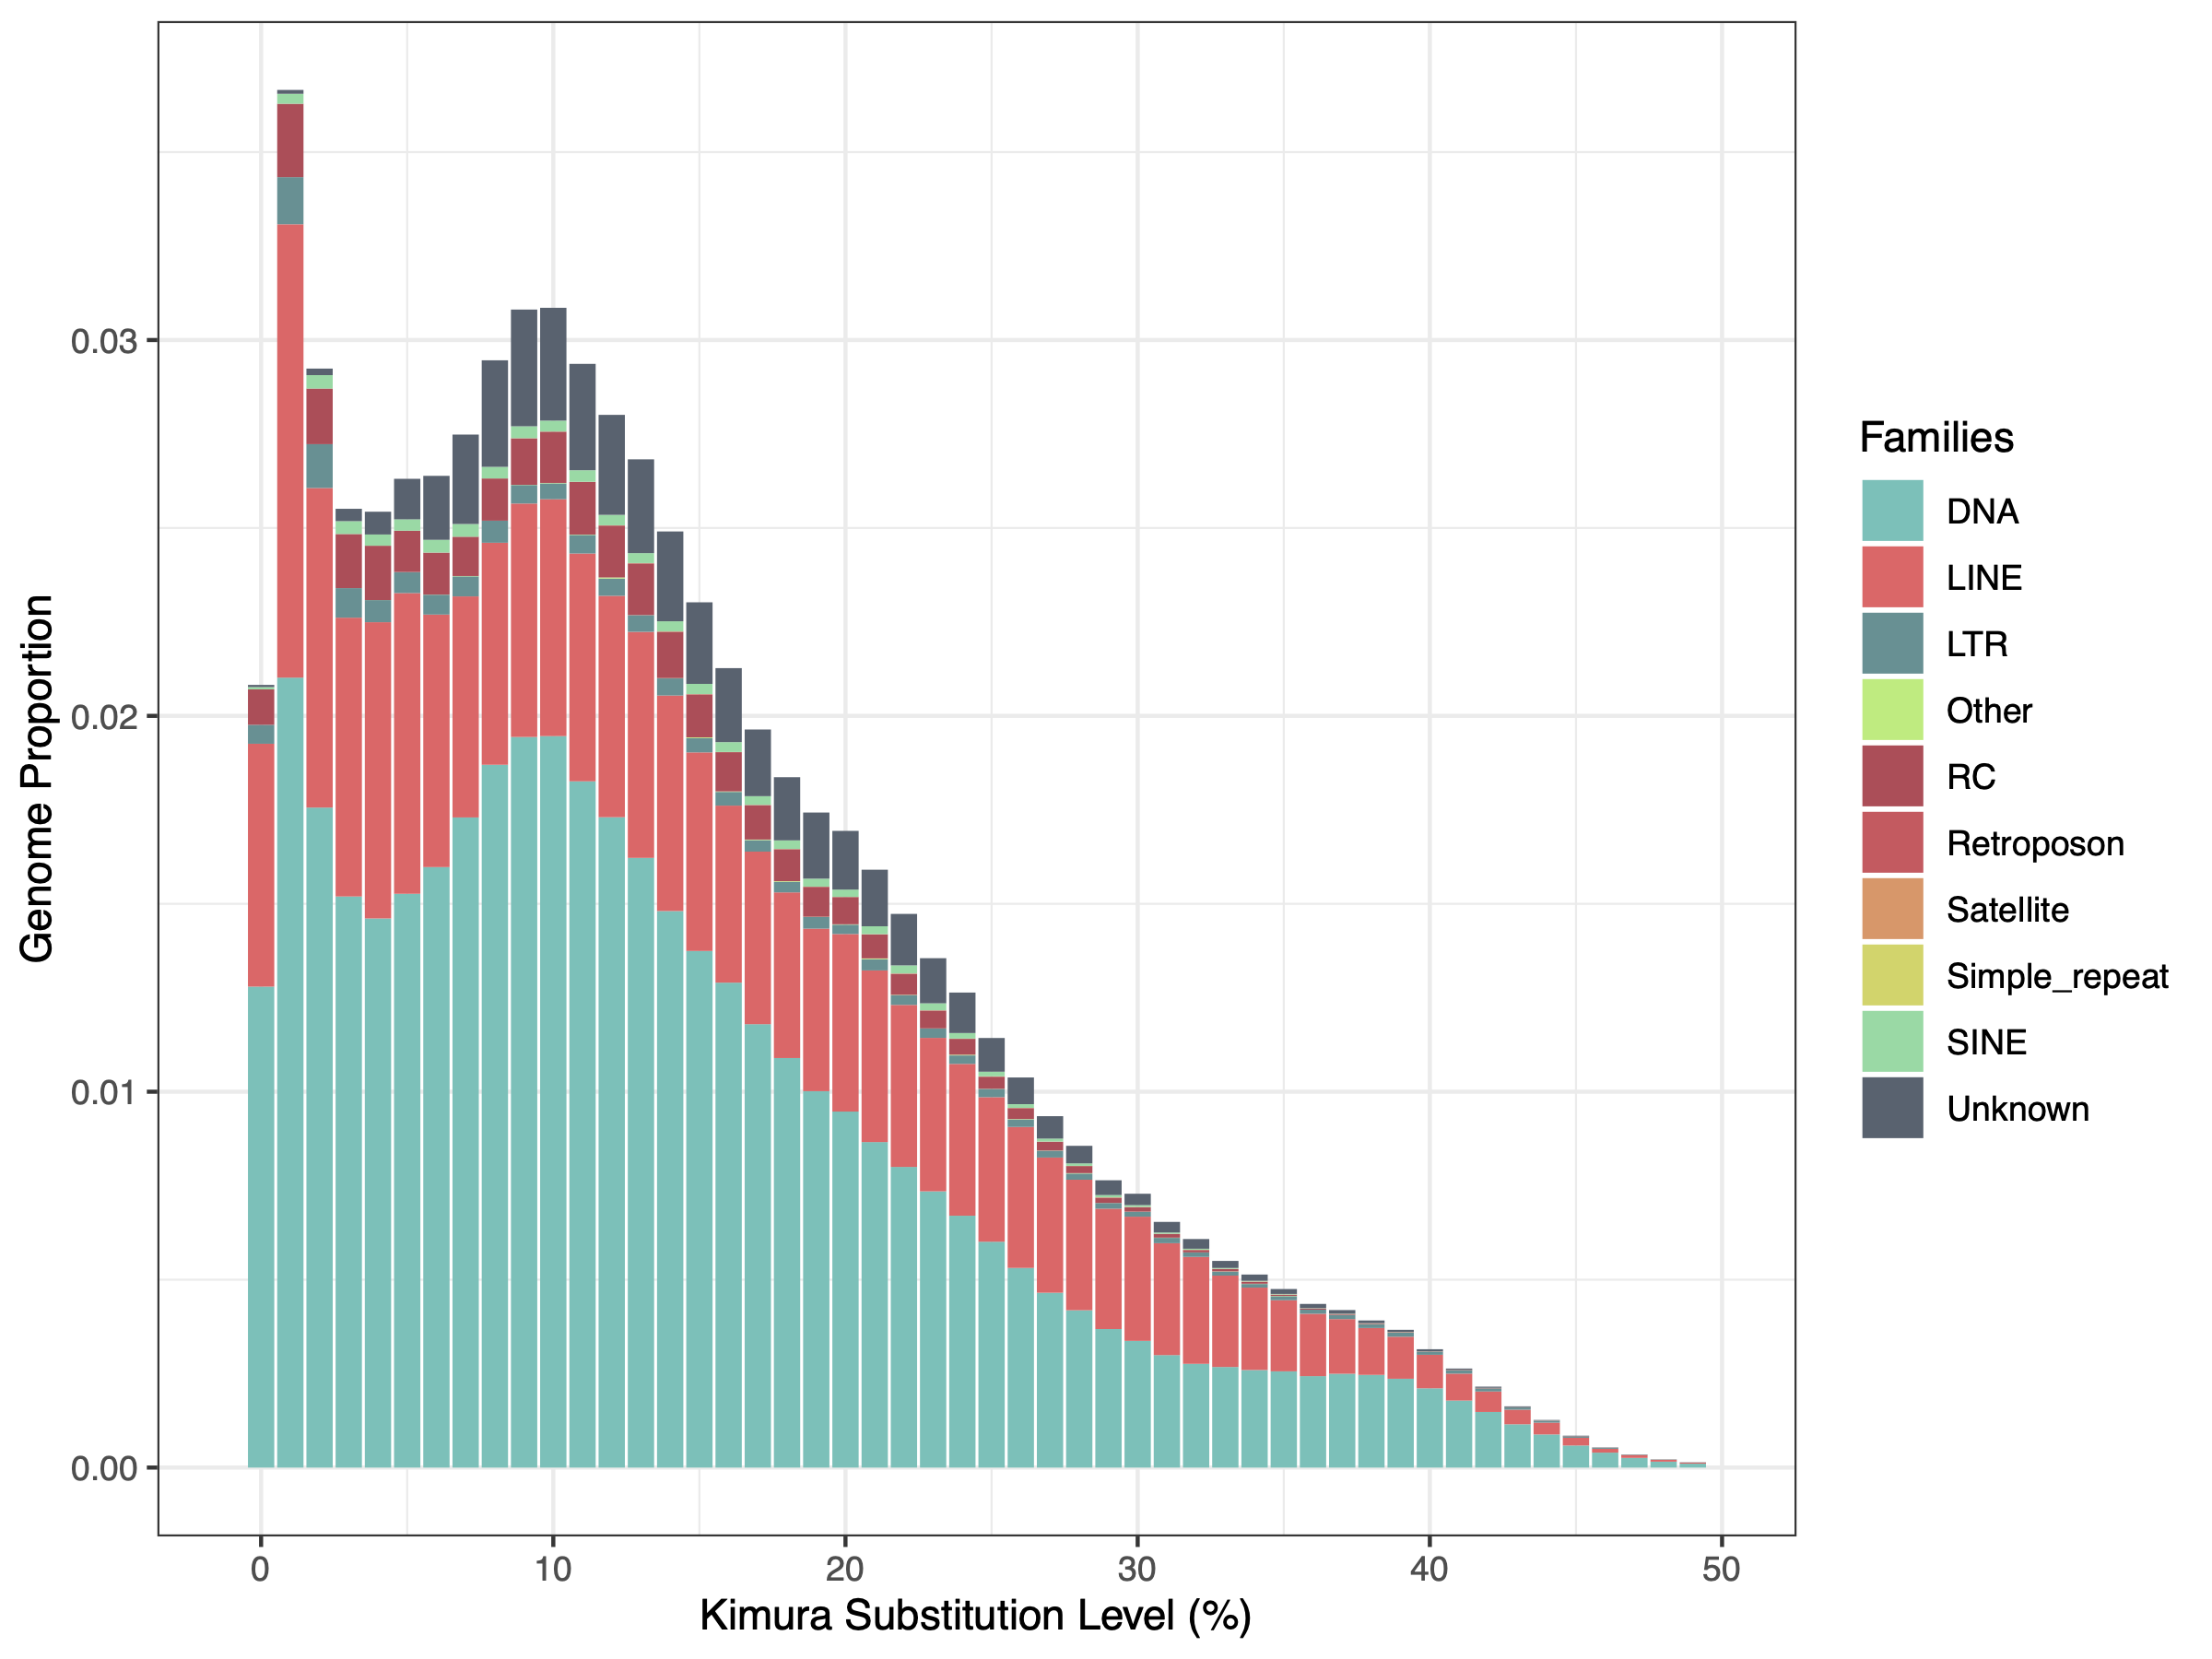 Genome Proportion
0.03
0.02
0.01
0.00
0 10 20 30 40 50
Kimura Substitution Level (%)
Families
DNA
LINE
LTR
Other
RC
Retroposon
Satellite
Simple_repeat
SINE
Unknown